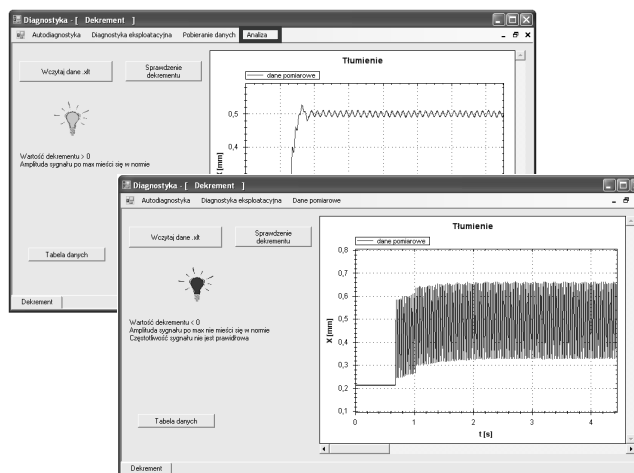 Diagnostyka - [ Dekrement ]
Autodiagnostyka Diagnostyka eksploatacyjna Pobieranie danych Analiza
Wczytaj dane .xlt
Sprawdzenie
dekrementu
Wartość dekrementu > 0
Amplituda sygnału po max mieści się w normie
Tabela danych
Dekrement
Tłumienie
dane pomiarowe
0,5
0,4
[mm]
Diagnostyka - [ Dekrement ]
Autodiagnostyka Diagnostyka eksploatacyjna Dane pomiarowe
Wczytaj dane .xlt
Sprawdzenie
dekrementu
Wartość dekrementu < 0
Amplituda sygnału po max nie mieści się w normie
Częstotliwość sygnału nie jest prawidłowa
Tabela danych
Dekrement
Tłumienie
dane pomiarowe
0,8
0,7
0,6
0,5
0,4
0,3
0,2
0,1
X [mm]
0 1 2 3 4
t [s]